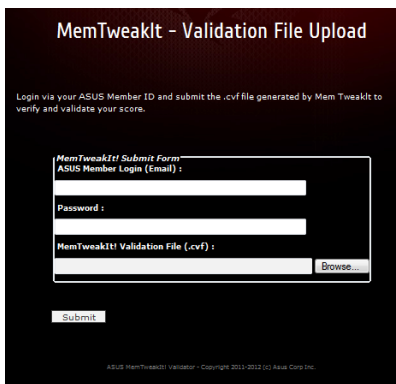 MemTweakIt - Validation File Upload
Login via your ASUS Member ID and submit the .cvf file generated by Mem TweakIt to
verify and validate your score.
MemTweakIt! Submit Form
ASUS Member Login (Email) :
Password :
MemTweakIt! Validation File (.cvf) :
Browse...
Submit
ASUS MemTweakIt! Validator - Copyright 2011-2012 (c) Asus Corp Inc.